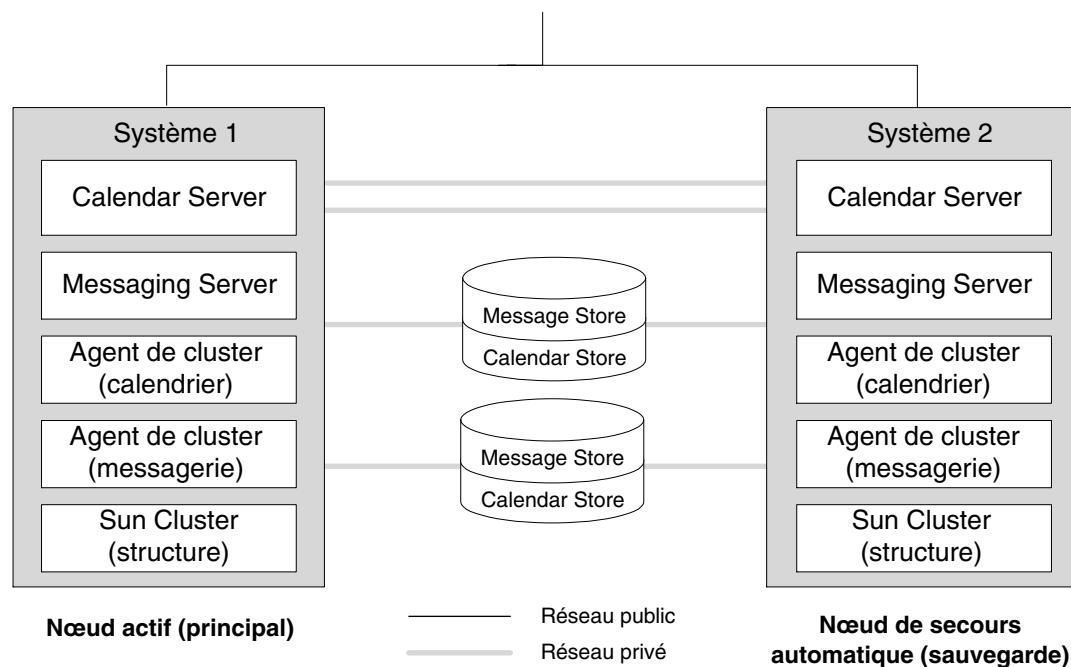 Système 1
Calendar Server
Messaging Server
Agent de cluster
(calendrier)
Agent de cluster
(messagerie)
Sun Cluster
(structure)
Nœud actif (principal)
Message Store
Calendar Store
Message Store
Calendar Store
Réseau public
Réseau privé
Système 2
Calendar Server
Messaging Server
Agent de cluster
(calendrier)
Agent de cluster
(messagerie)
Sun Cluster
(structure)
Nœud de secours
automatique (sauvegarde)